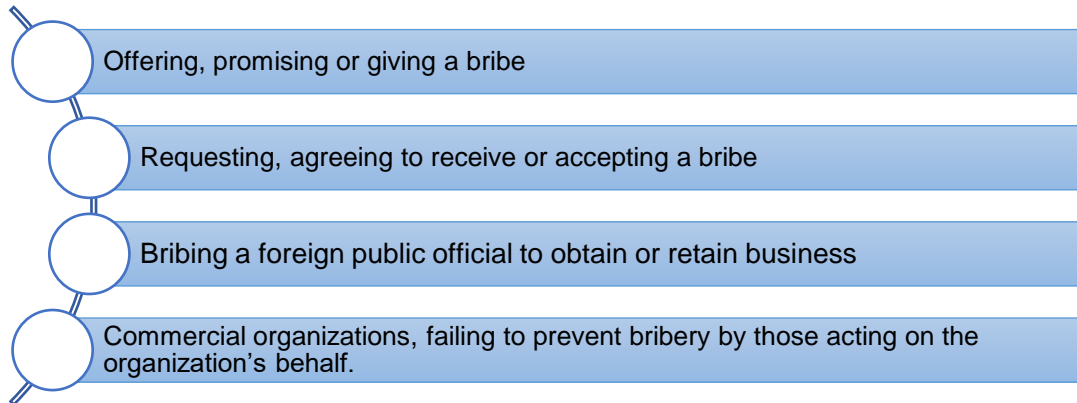 Offering, promising or giving a bribe
Requesting, agreeing to receive or accepting a bribe
Bribing a foreign public official to obtain or retain business
Commercial organizations, failing to prevent bribery by those acting on the
organization’s behalf.